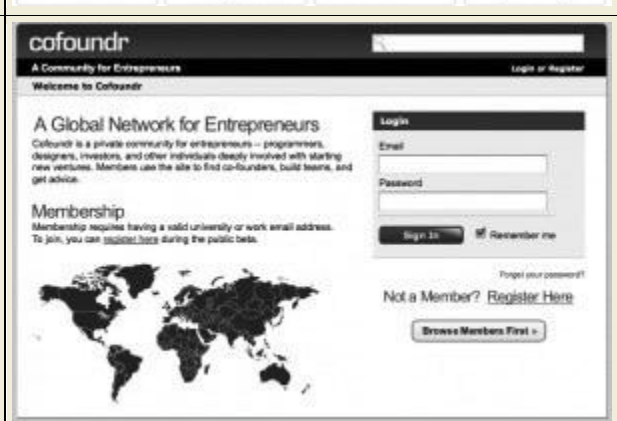 cofoundr
A Community for Entrepreneurs
Login or Register
Welcome to Cofoundr
A Global Network for Entrepreneurs
Cofoundr is a private community for entrepreneurs -- programmers,
designers, investors, and other individuals deeply involved with starting
new ventures. Members use the site to find co-founders, build teams, and
get advice.
Membership
Membership requires having a valid university or work email address.
To join, you can register here during the public beta.
Login
Email
Password
Sign In
Remember me
Forgot your password?
Not a Member? Register Here
Browse Members First »